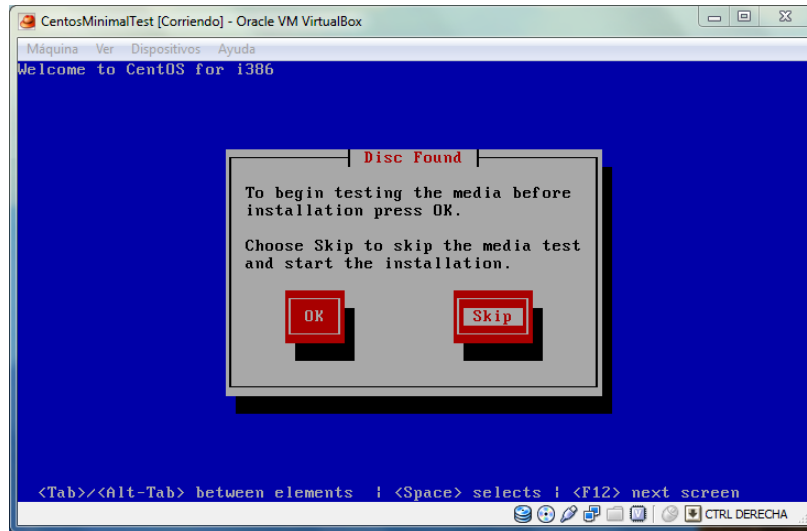 CentosMinimalTest [Corriendo] - Oracle VM VirtualBox
Máquina Ver Dispositivos Ayuda
Welcome to CentOS for i386
Disc Found
To begin testing the media before
installation press OK.
Choose Skip to skip the media test
and start the installation.
OK Skip
<Tab>/<Alt-Tab> between elements | <Space> selects | <F12> next screen
CTRL DERECHA